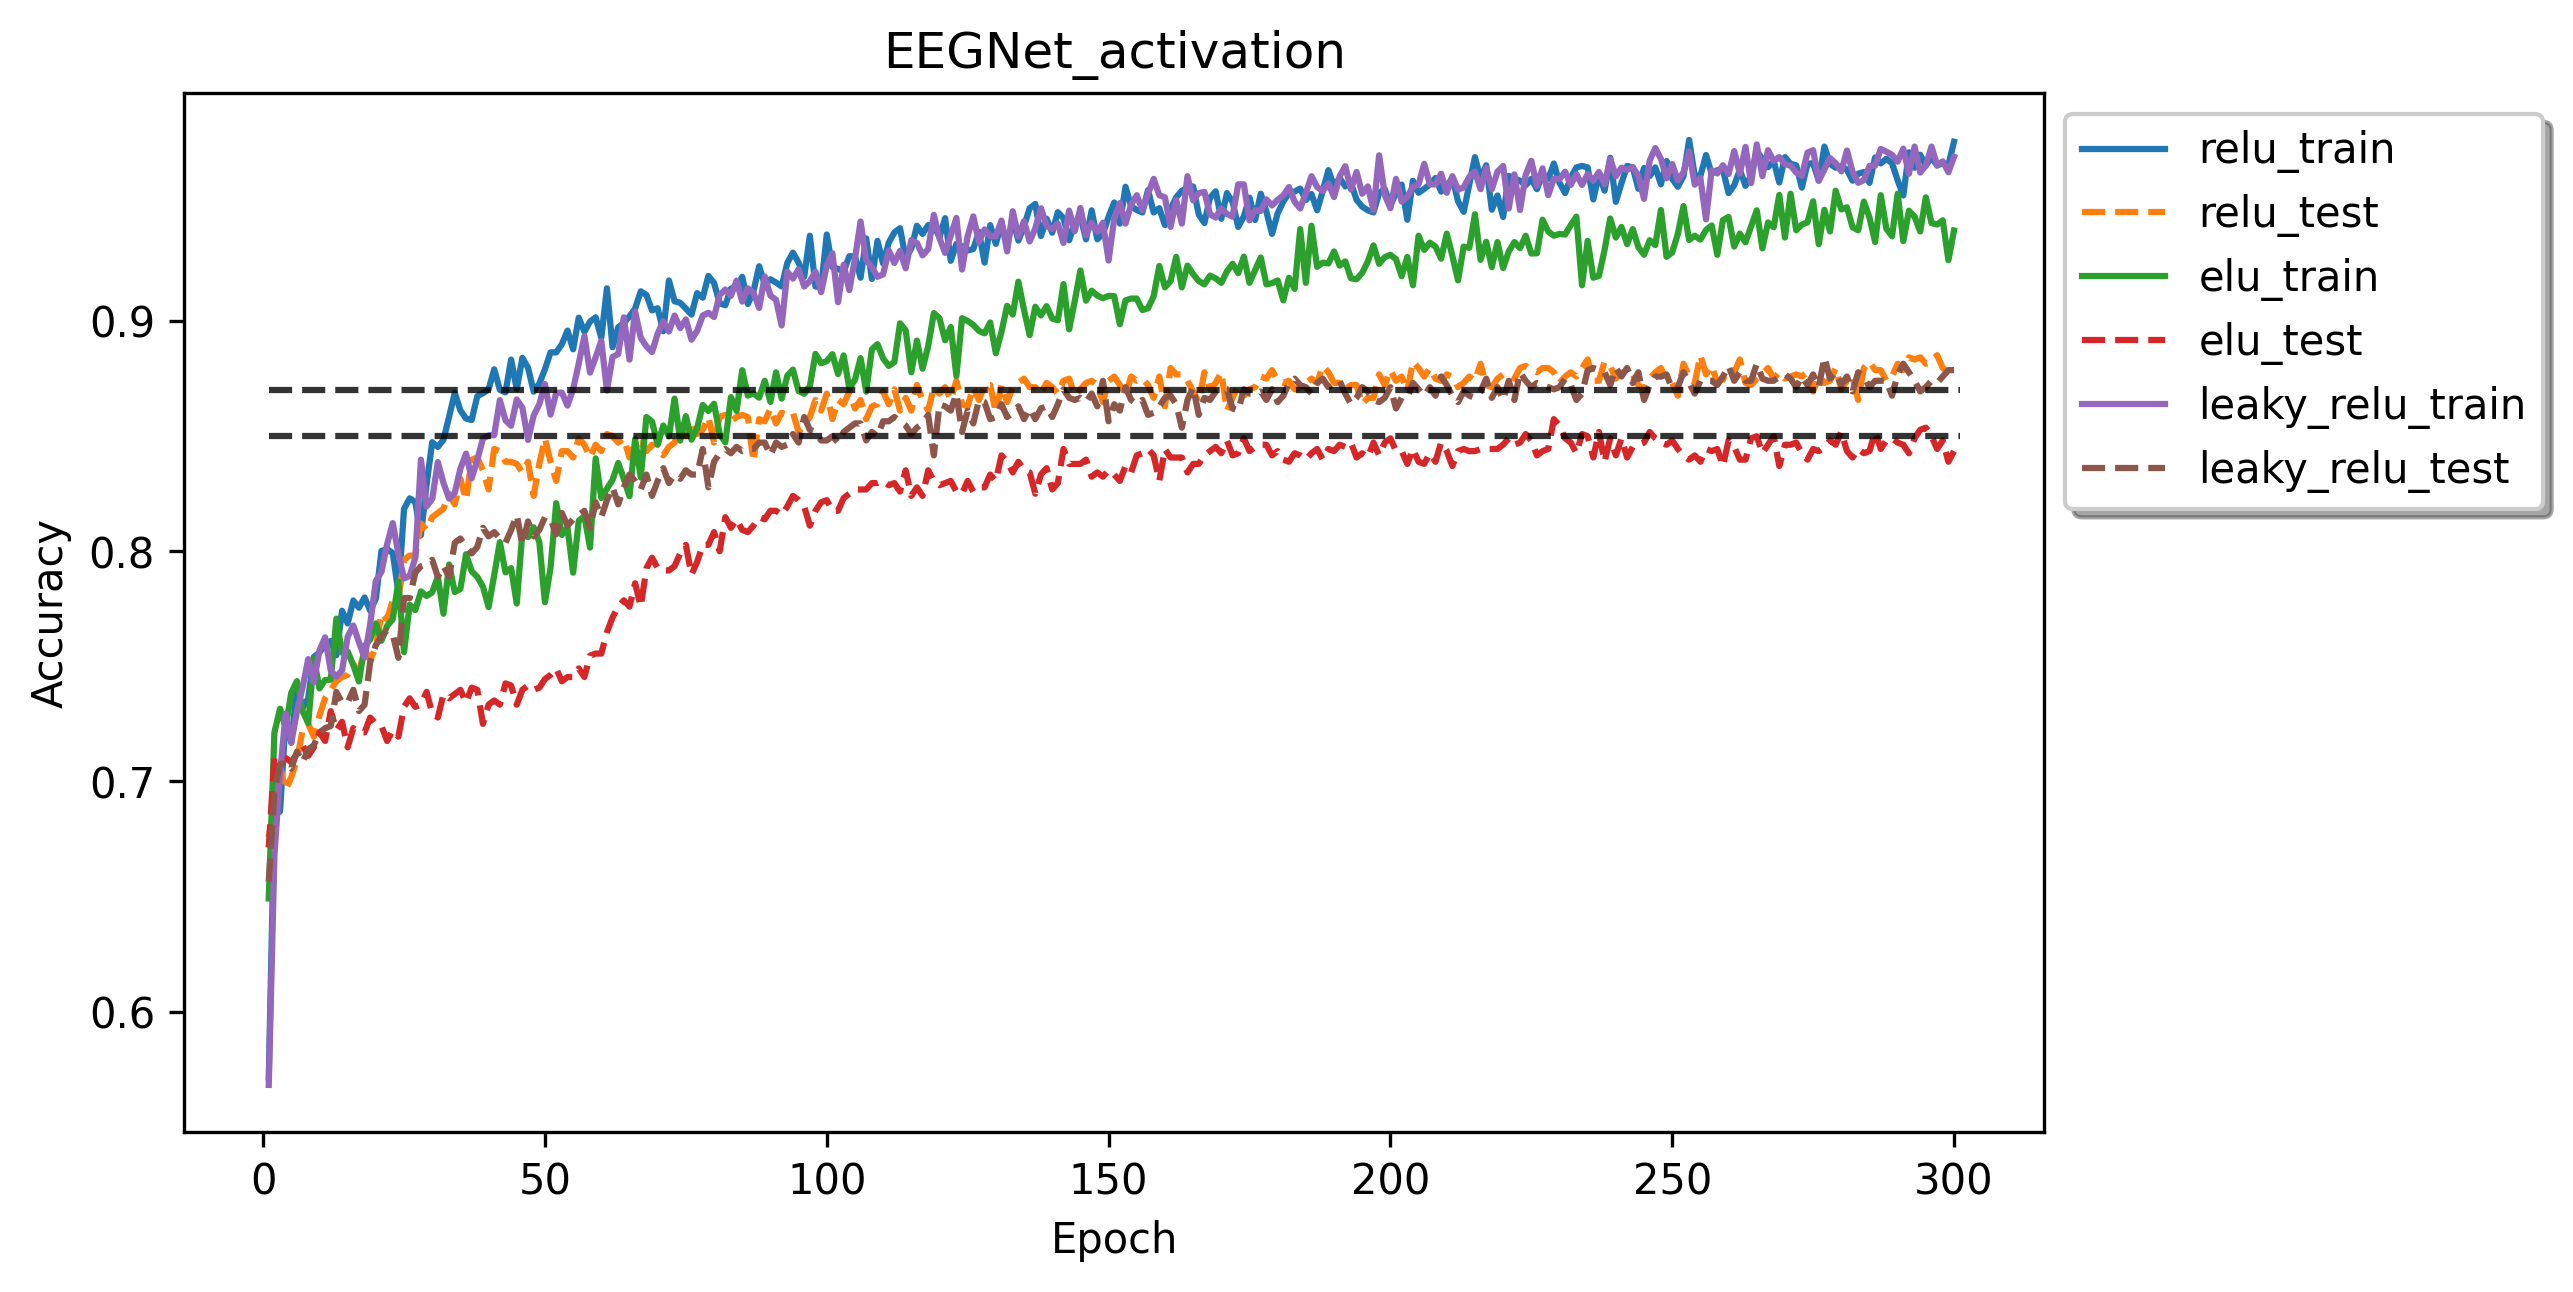 EEGNet_activation
relu_train
relu_test
elu_train
elu_test
leaky_relu_train
leaky_relu_test
Accuracy
0.9
0.8
0.7
0.6
0 50 100 150 200 250 300
Epoch